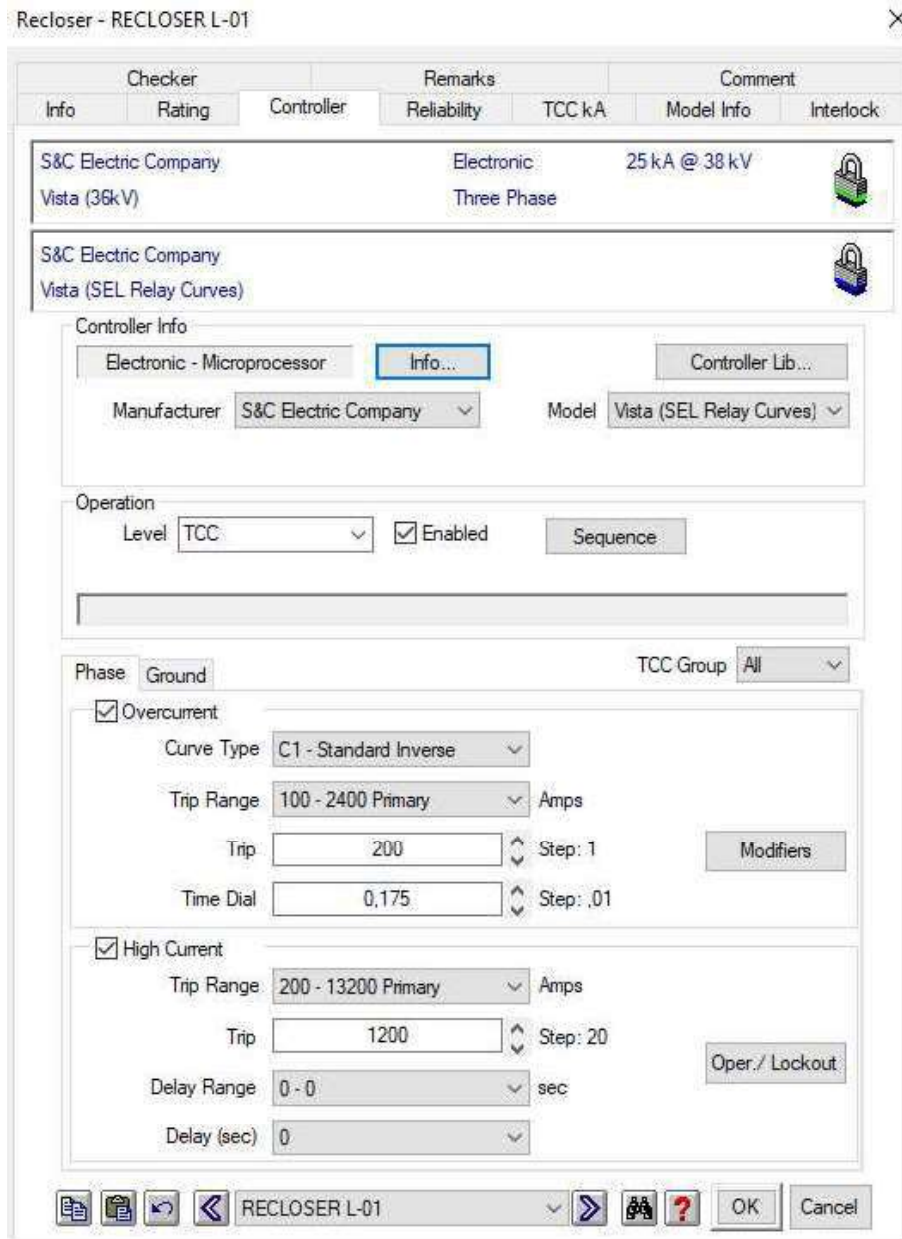 Recloser - RECLOSER L-01
Checker Remarks Comment
Info Rating Controller Reliability TCC kA Model Info Interlock
S&C Electric Company Electronic 25 kA @ 38 kV
Vista (36kV) Three Phase
S&C Electric Company
Vista (SEL Relay Curves)
Controller Info
Electronic - Microprocessor Info... Controller Lib...
Manufacturer S&C Electric Company Model Vista (SEL Relay Curves)
Operation
Level TCC Enabled Sequence
Phase Ground TCC Group All
Overcurrent
Curve Type C1 - Standard Inverse
Trip Range 100 - 2400 Primary Amps
Trip 200 Step: 1 Modifiers
Time Dial 0,175 Step: ,01
High Current
Trip Range 200 - 13200 Primary Amps
Trip 1200 Step: 20
Oper./ Lockout
Delay Range 0 - 0 sec
Delay (sec) 0
RECLOSER L-01 ? OK Cancel